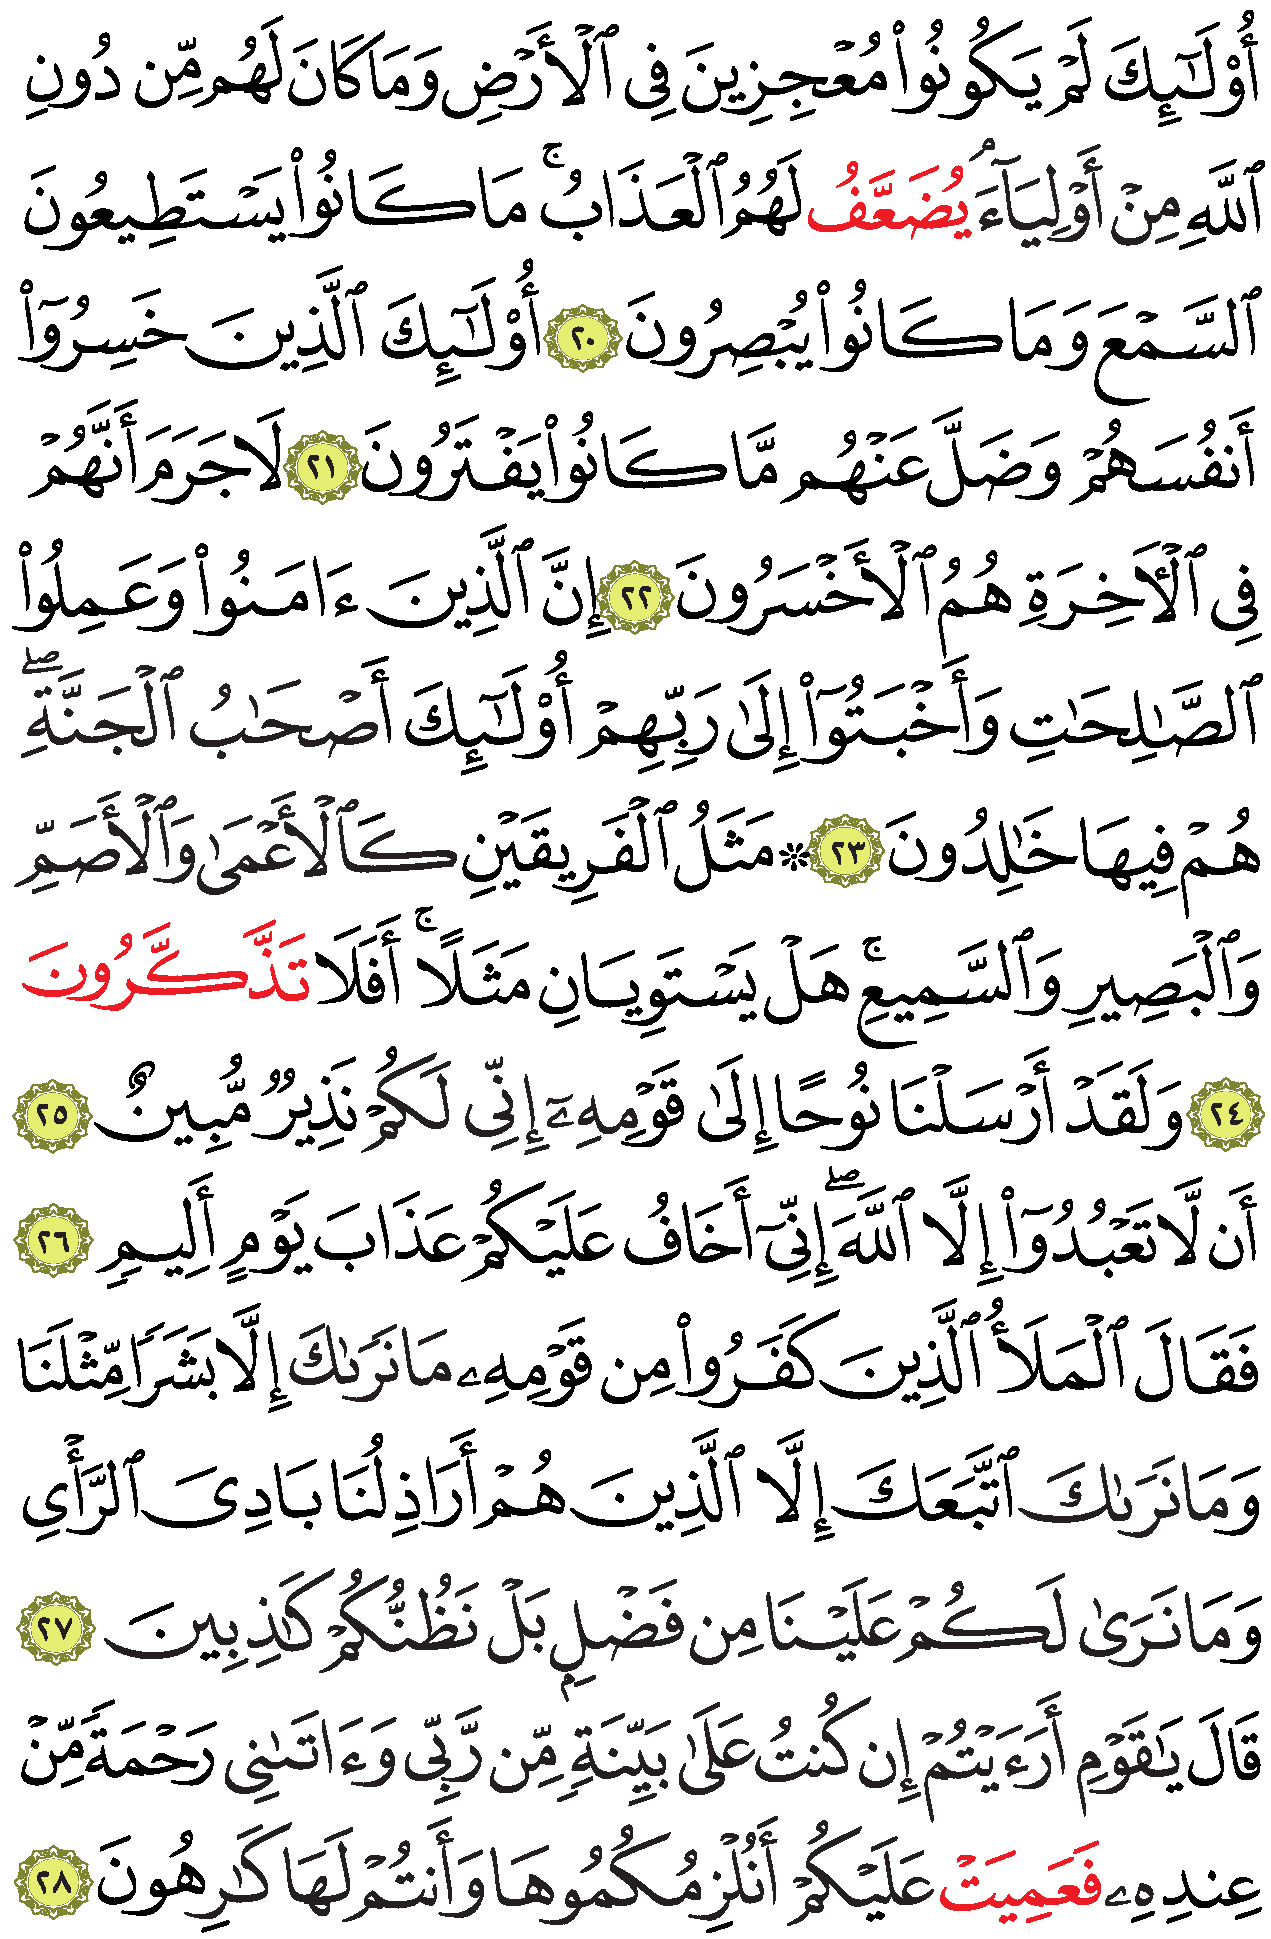 أُوْلَٰٓئِكَ لَمْ يَكُونُواْ مُعْجِزِينَ فِى ٱلْأَرْضِ وَمَا كَانَ لَهُم مِّن دُونِ
ٱللَّهِ مِنْ أَوْلِيَآءَۘ يُضَعَّفُ لَهُمُ ٱلْعَذَابُۚ مَا كَانُواْ يَسْتَطِيعُونَ
ٱلسَّمْعَ وَمَا كَانُواْ يُبْصِرُونَ ٢٠ أُوْلَٰٓئِكَ ٱلَّذِينَ خَسِرُوٓاْ
أَنفُسَهُمْ وَضَلَّ عَنْهُم مَّا كَانُواْ يَفْتَرُونَ ٢١ لَا جَرَمَ أَنَّهُمْ
فِى ٱلْأَخِرَةِ هُمُ ٱلْأَخْسَرُونَ ٢٢ إِنَّ ٱلَّذِينَ ءَامَنُواْ وَعَمِلُواْ
ٱلصَّٰلِحَٰتِ وَأَخْبَتُوٓاْ إِلَىٰ رَبِّهِمْ أُوْلَٰٓئِكَ أَصْحَٰبُ ٱلْجَنَّةِۖ
هُمْ فِيهَا خَٰلِدُونَ ٢٣ ۞ مَثَلُ ٱلْفَرِيقَيْنِ كَٱلْأَعْمَىٰ وَٱلْأَصَمِّ
وَٱلْبَصِيرِ وَٱلسَّمِيعِۚ هَلْ يَسْتَوِيَانِ مَثَلًاۚ أَفَلَا تَذَّكَّرُونَ
٢٤ وَلَقَدْ أَرْسَلْنَا نُوحًا إِلَىٰ قَوْمِهِۦٓ إِنِّى لَكُمْ نَذِيرٌ مُّبِينٌ ٢٥
أَن لَّا تَعْبُدُوٓاْ إِلَّا ٱللَّهَۖ إِنِّىٓ أَخَافُ عَلَيْكُمْ عَذَابَ يَوْمٍ أَلِيمٍ ٢٦
فَقَالَ ٱلْمَلَأُ ٱلَّذِينَ كَفَرُواْ مِن قَوْمِهِۦ مَا نَرَىٰكَ إِلَّا بَشَرًا مِّثْلَنَا
وَمَا نَرَىٰكَ ٱتَّبَعَكَ إِلَّا ٱلَّذِينَ هُمْ أَرَاذِلُنَا بَادِىَ ٱلرَّأْىِ
وَمَا نَرَىٰ لَكُمْ عَلَيْنَا مِن فَضْلٍۭ بَلْ نَظُنُّكُمْ كَٰذِبِينَ ٢٧
قَالَ يَٰقَوْمِ أَرَءَيْتُمْ إِن كُنتُ عَلَىٰ بَيِّنَةٍ مِّن رَّبِّى وَءَاتَىٰنِى رَحْمَةً مِّنْ
عِندِهِۦ فَعَمِيَتْ عَلَيْكُمْ أَنُلْزِمُكُمُوهَا وَأَنتُمْ لَهَا كَٰرِهُونَ ٢٨